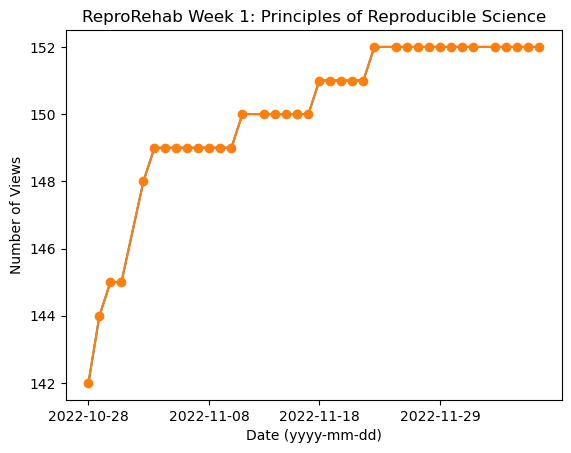 ReproRehab Week 1: Principles of Reproducible Science
152
150
148
146
144
142
Number of Views
2022-10-28 2022-11-08 2022-11-18 2022-11-29
Date (yyyy-mm-dd)